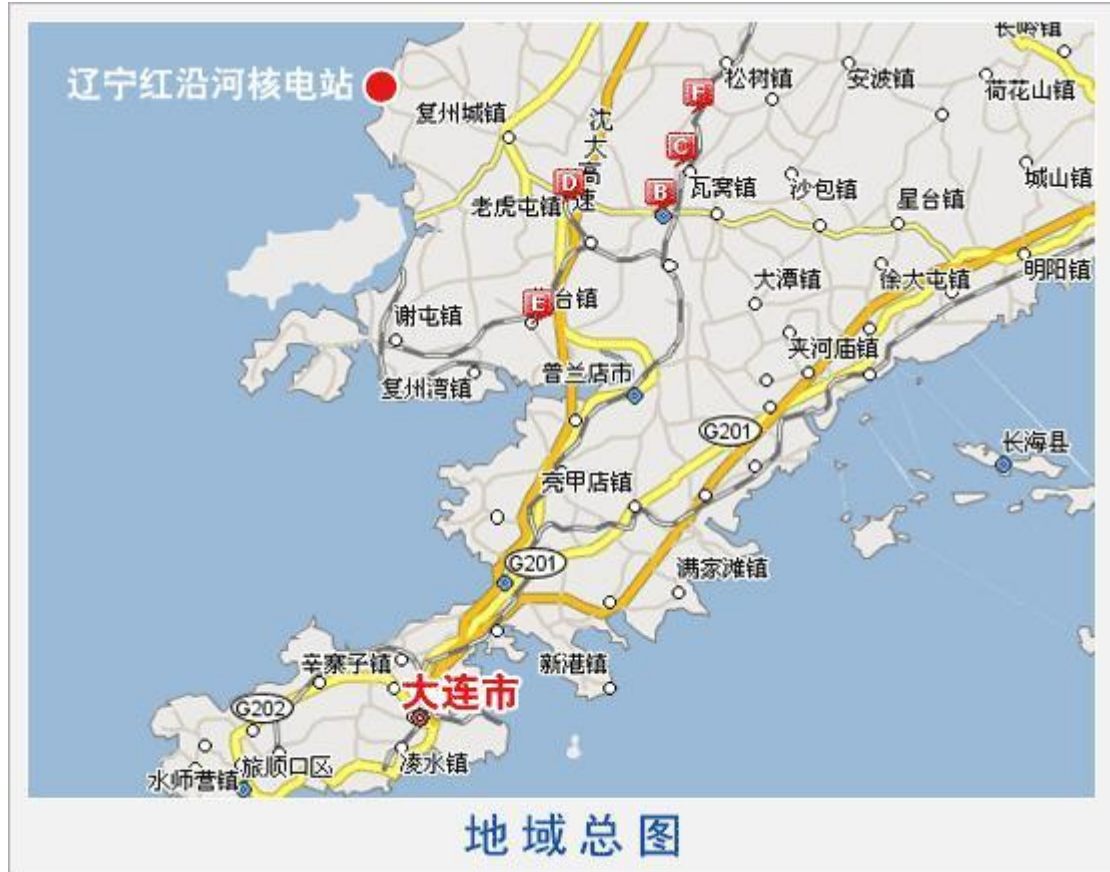 长岭镇
辽宁红沿河核电站
松树镇
安波镇
荷花山镇
F
复州城镇
沈大高速
C
瓦窝镇
沙包镇
城山镇
D
B
老虎屯镇
星台镇
大潭镇
徐大屯镇
明阳镇
E
台镇
谢屯镇
夹河庙镇
复州湾镇
普兰店市
G201
长海县
亮甲店镇
G201
满家滩镇
辛寨子镇
新港镇
大连市
G202
水师营镇
旅顺口区
凌水镇
地域总图